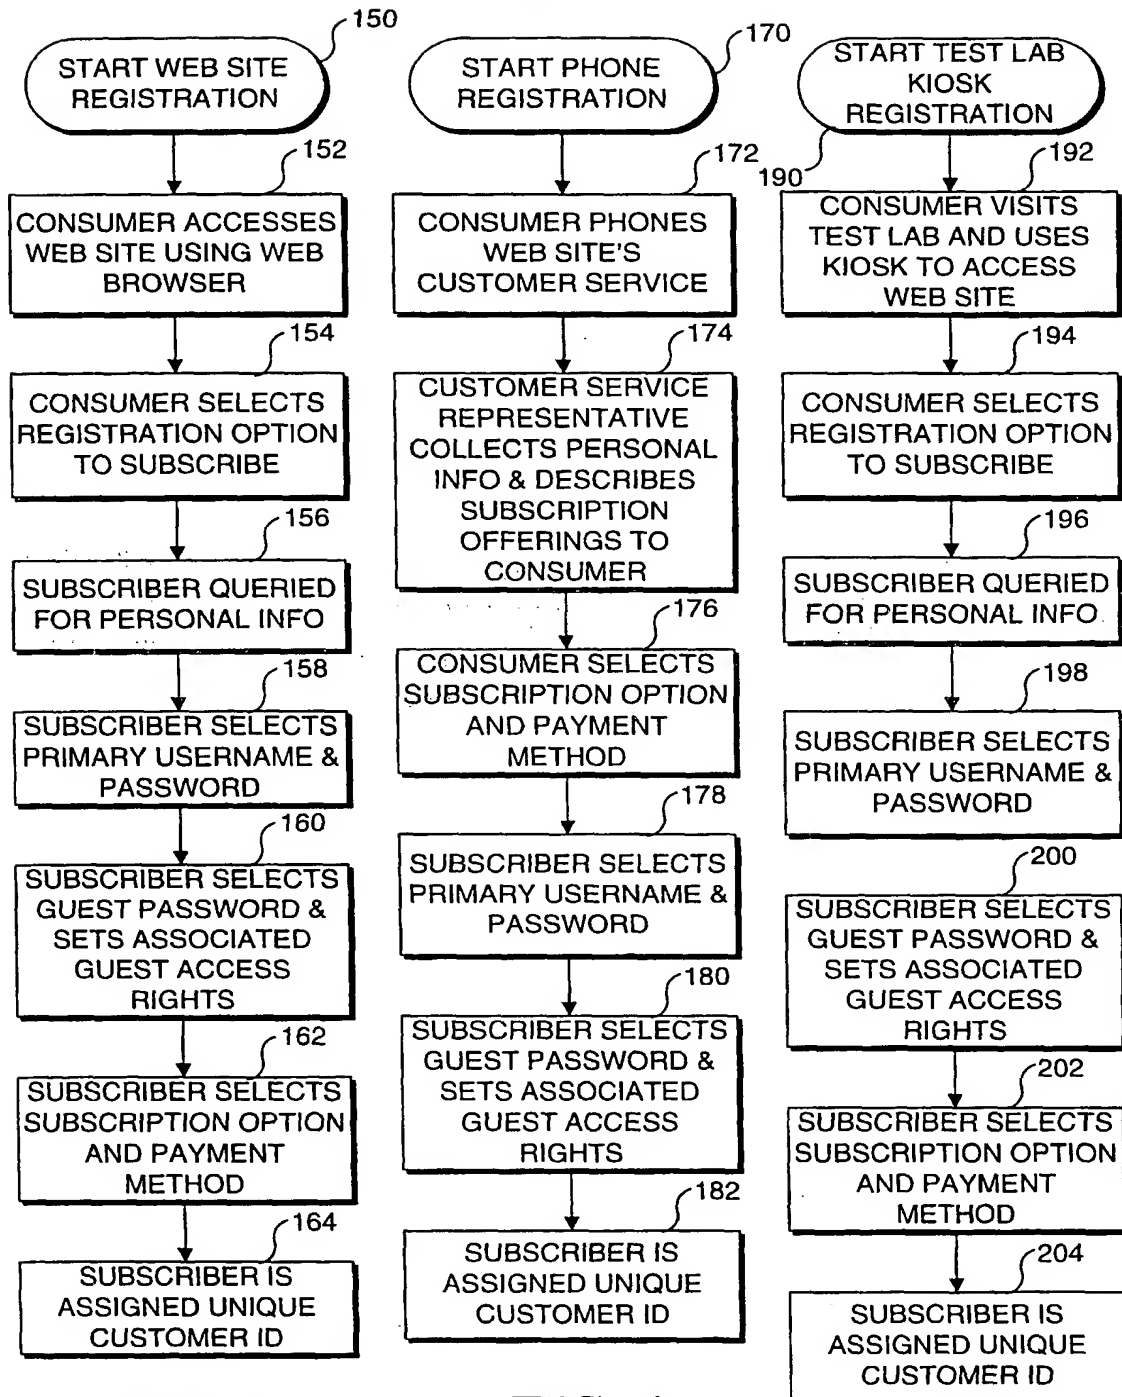 150
START WEB SITE
REGISTRATION
152
CONSUMER ACCESSES
WEB SITE USING WEB
BROWSER
154
CONSUMER SELECTS
REGISTRATION OPTION
TO SUBSCRIBE
156
SUBSCRIBER QUERIED
FOR PERSONAL INFO
158
SUBSCRIBER SELECTS
PRIMARY USERNAME &
PASSWORD
160
SUBSCRIBER SELECTS
GUEST PASSWORD &
SETS ASSOCIATED
GUEST ACCESS
RIGHTS
162
SUBSCRIBER SELECTS
SUBSCRIPTION OPTION
AND PAYMENT
METHOD
164
SUBSCRIBER IS
ASSIGNED UNIQUE
CUSTOMER ID
170
START PHONE
REGISTRATION
172
CONSUMER PHONES
WEB SITE'S
CUSTOMER SERVICE
174
CUSTOMER SERVICE
REPRESENTATIVE
COLLECTS PERSONAL
INFO & DESCRIBES
SUBSCRIPTION
OFFERINGS TO
CONSUMER
176
CONSUMER SELECTS
SUBSCRIPTION OPTION
AND PAYMENT
METHOD
178
SUBSCRIBER SELECTS
PRIMARY USERNAME &
PASSWORD
180
SUBSCRIBER SELECTS
GUEST PASSWORD &
SETS ASSOCIATED
GUEST ACCESS
RIGHTS
182
SUBSCRIBER IS
ASSIGNED UNIQUE
CUSTOMER ID
START TEST LAB
KIOSK
REGISTRATION
190
192
CONSUMER VISITS
TEST LAB AND USES
KIOSK TO ACCESS
WEB SITE
194
CONSUMER SELECTS
REGISTRATION OPTION
TO SUBSCRIBE
196
SUBSCRIBER QUERIED
FOR PERSONAL INFO
198
SUBSCRIBER SELECTS
PRIMARY USERNAME &
PASSWORD
200
SUBSCRIBER SELECTS
GUEST PASSWORD &
SETS ASSOCIATED
GUEST ACCESS
RIGHTS
202
SUBSCRIBER SELECTS
SUBSCRIPTION OPTION
AND PAYMENT
METHOD
204
SUBSCRIBER IS
ASSIGNED UNIQUE
CUSTOMER ID